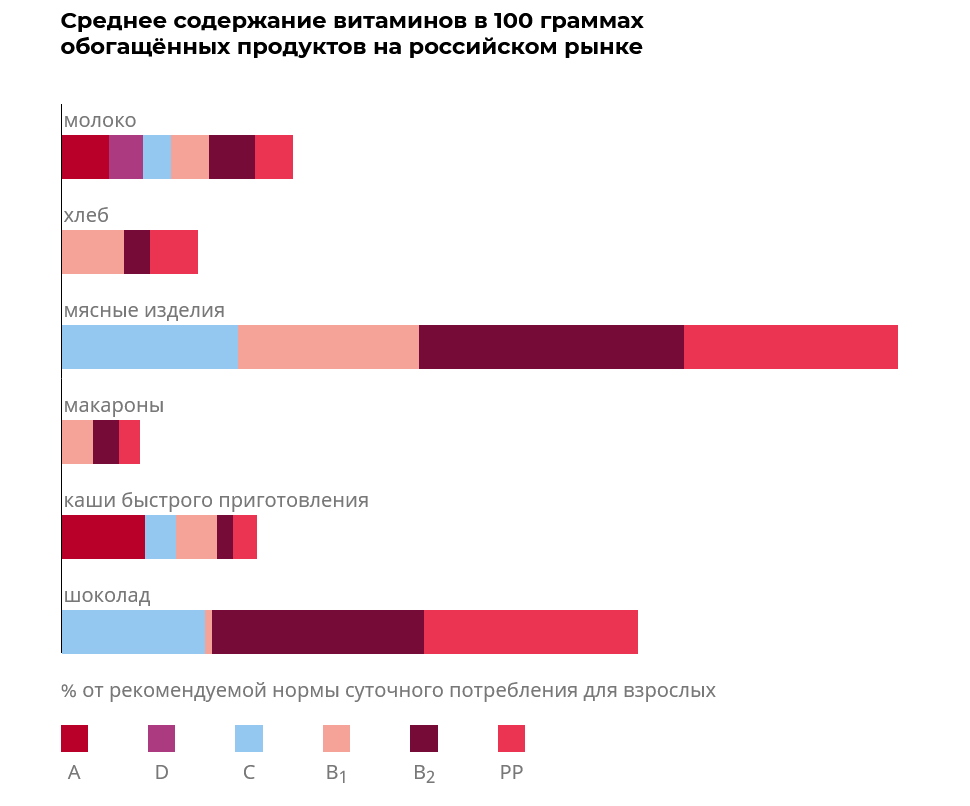 Среднее содержание витаминов в 100 граммах
обогащённых продуктов на российском рынке
молоко
хлеб
мясные изделия
макароны
каши быстрого приготовления
шоколад
% от рекомендуемой нормы суточного потребления для взрослых
A D C B₁ B₂ PP